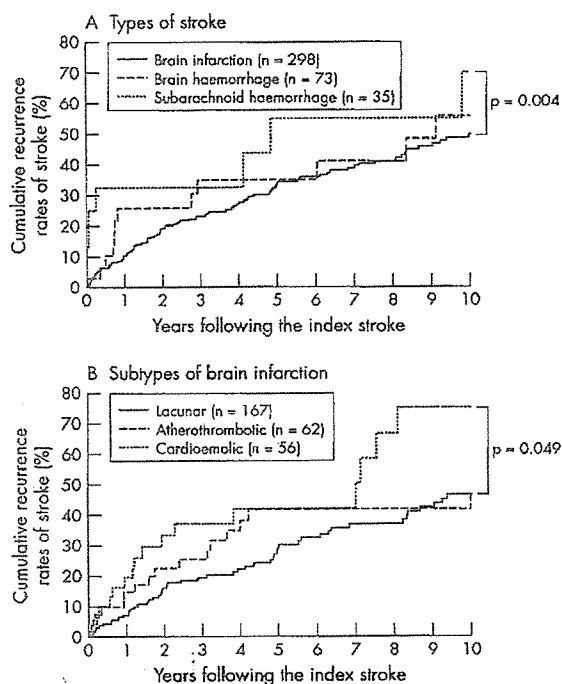 A Types of stroke
80
70
60
50
40
30
20
10
0
Brain infarction (n = 298)
Brain haemorrhage (n = 73)
Subarachnoid haemorrhage (n = 35)
p = 0.004
Cumulative recurrence
rates of stroke (%)
0 1 2 3 4 5 6 7 8 9 10
Years following the index stroke
B Subtypes of brain infarction
80
70
60
50
40
30
20
10
0
Lacunar (n = 167)
Atherothrombotic (n = 62)
Cardioemolic (n = 56)
p = 0.049
Cumulative recurrence
rates of stroke (%)
0 1 2 3 4 5 6 7 8 9 10
Years following the index stroke